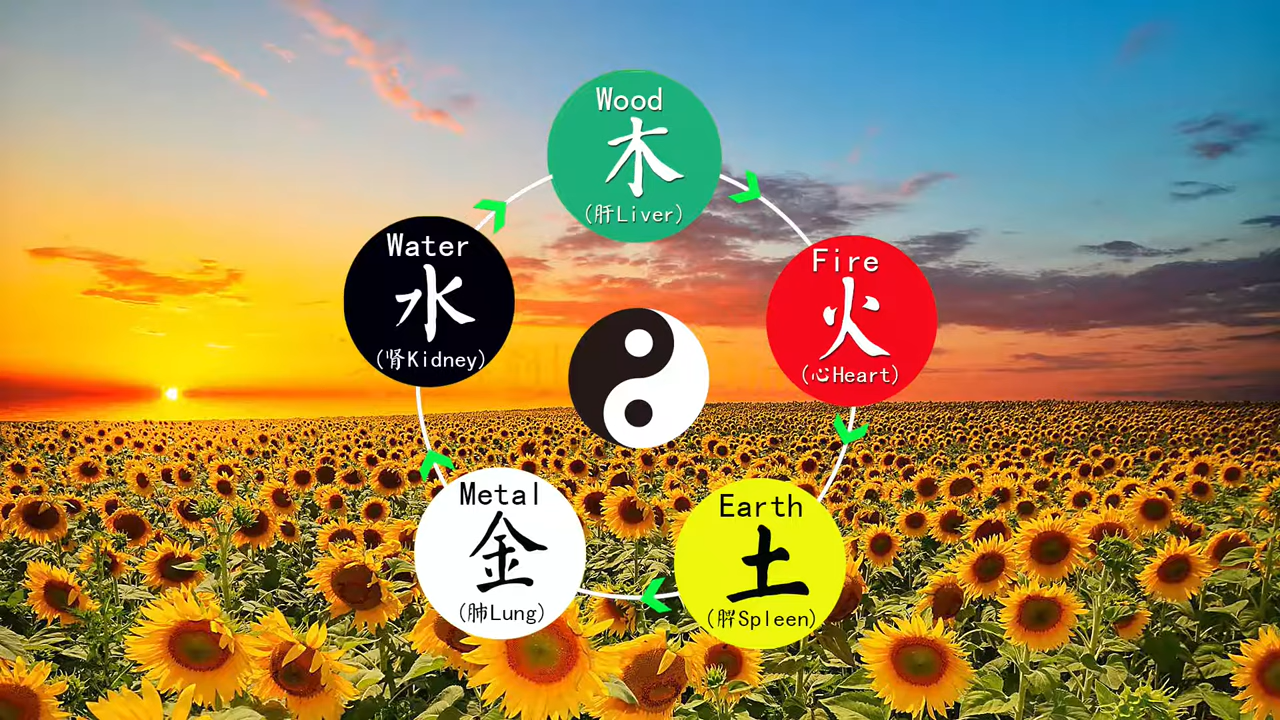 Wood
木
(肝Liver)
Fire
火
(心Heart)
Earth
土
(脾Spleen)
Metal
金
(肺Lung)
Water
水
(肾Kidney)